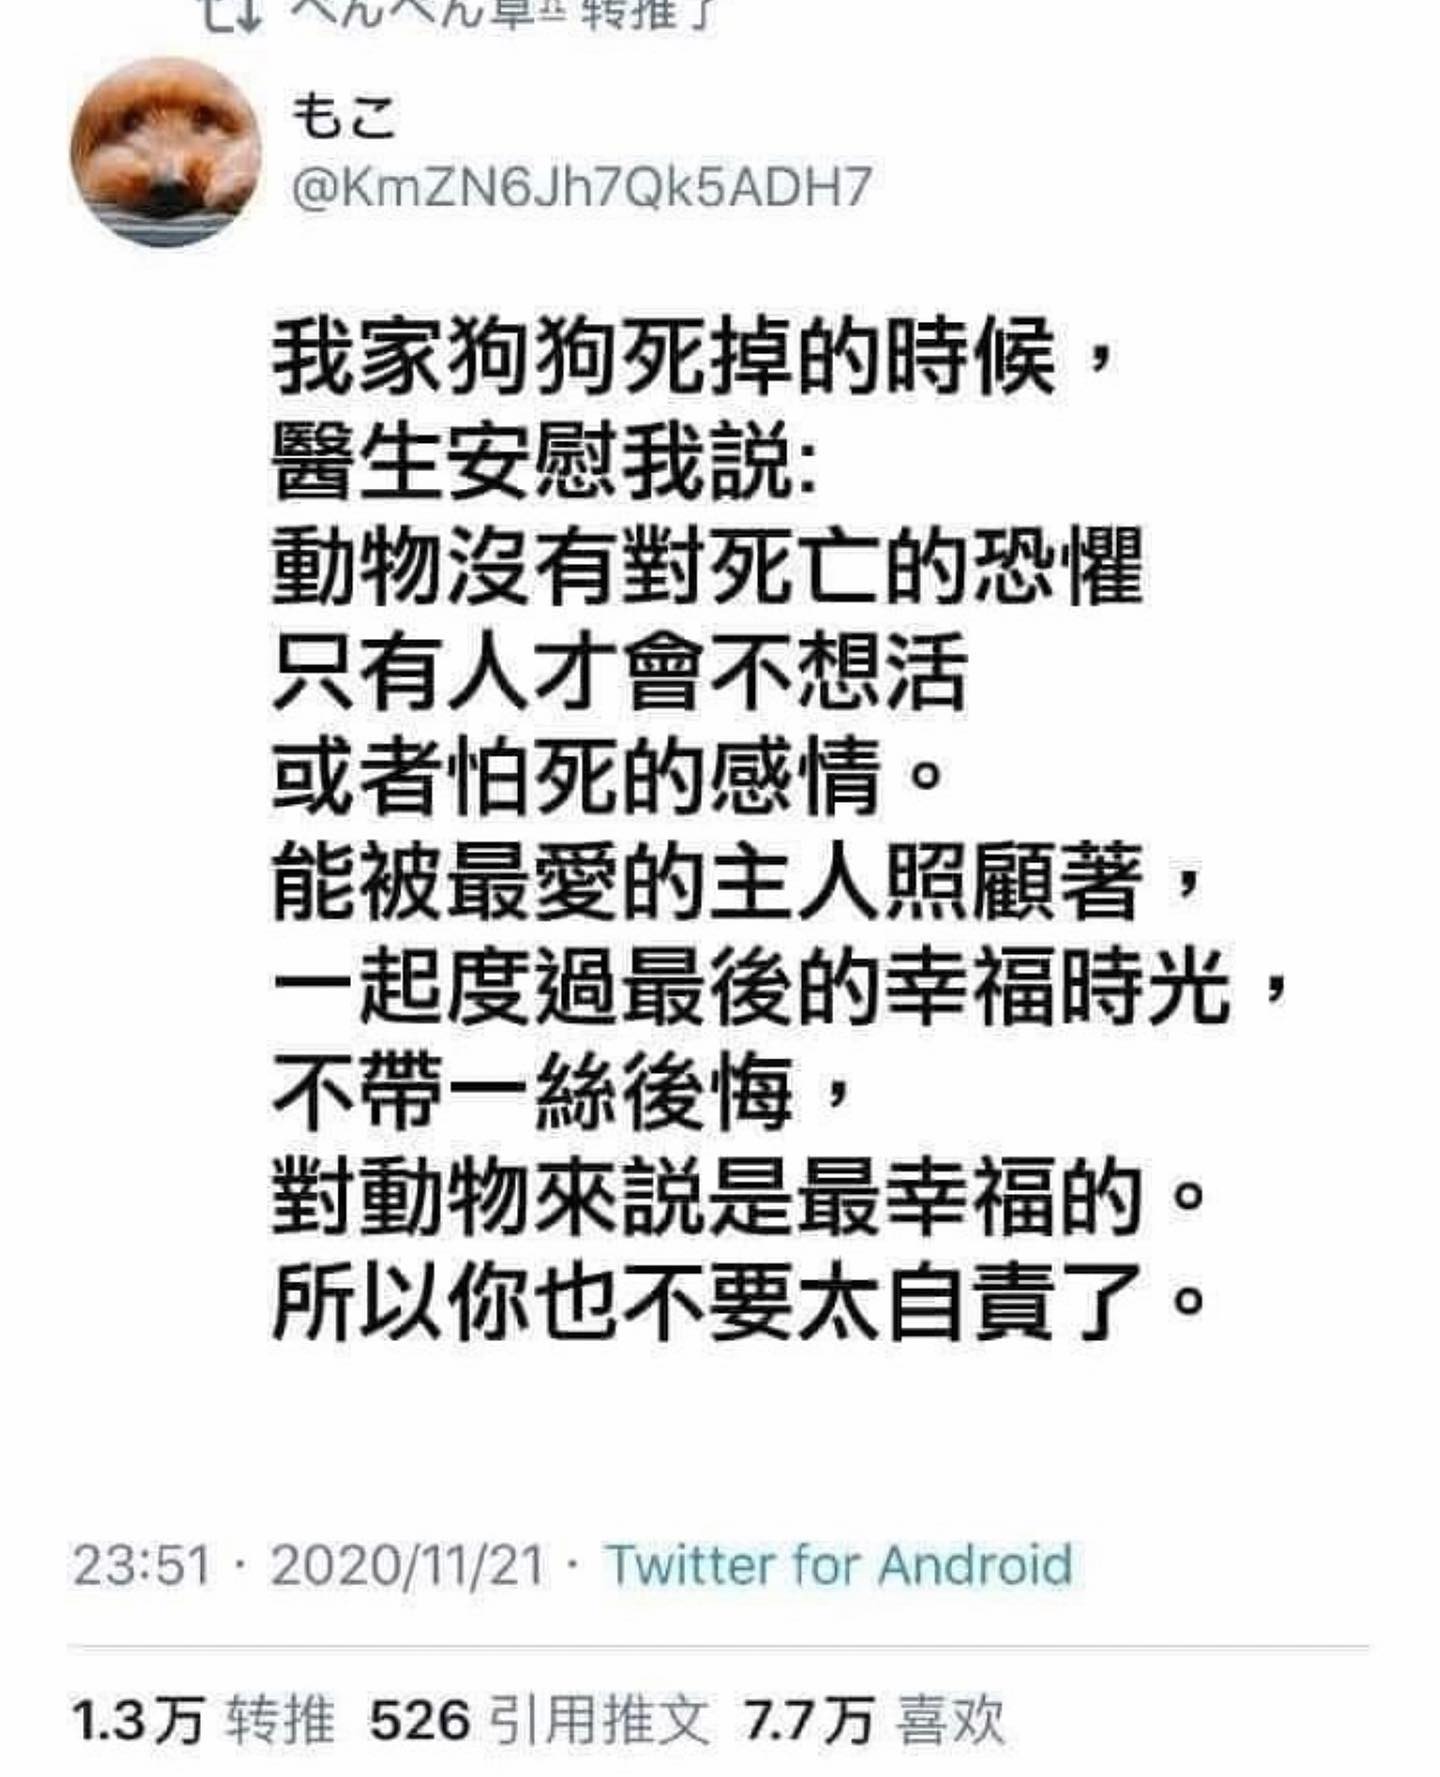 ぺんぺん草 转推了
もこ
@KmZN6Jh7Qk5ADH7
我家狗狗死掉的時候，
醫生安慰我説:
動物沒有對死亡的恐懼
只有人才會不想活
或者怕死的感情。
能被最愛的主人照顧著，
一起度過最後的幸福時光，
不帶一絲後悔，
對動物來説是最幸福的。
所以你也不要太自責了。
23:51 · 2020/11/21 · Twitter for Android
1.3万 转推 526 引用推文 7.7万 喜欢